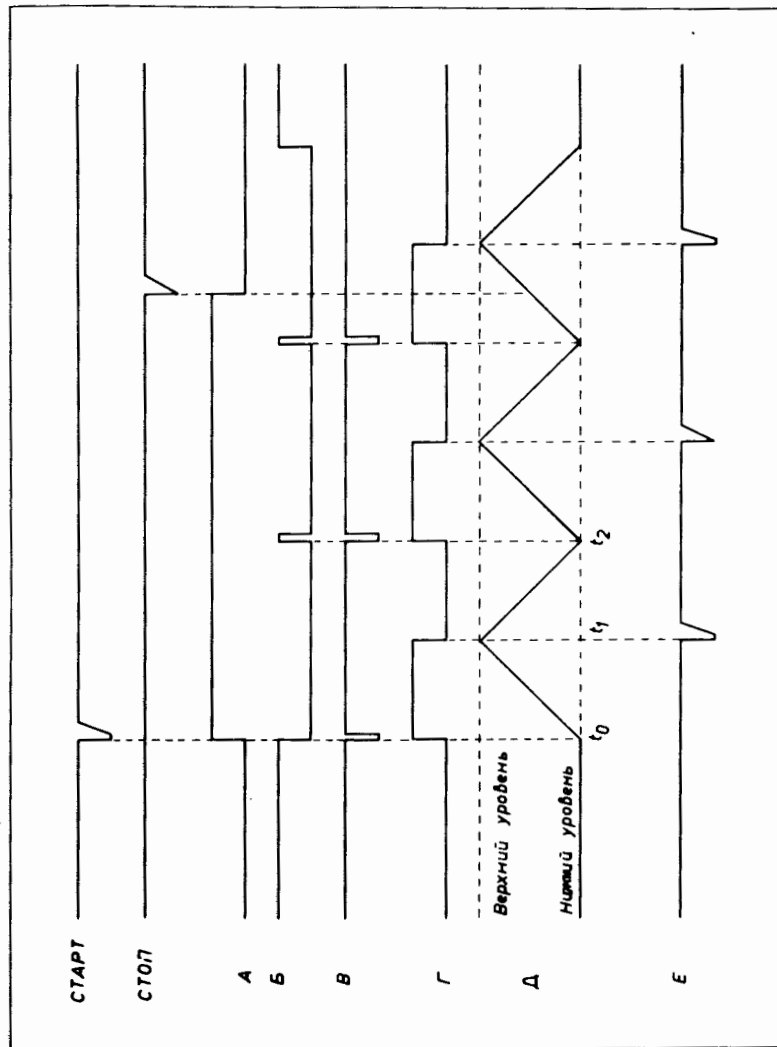 СТАРТ
СТОП
А
Б
В
Г
Верхний уровень
Д
Нижний уровень
t0
t1
t2
Е